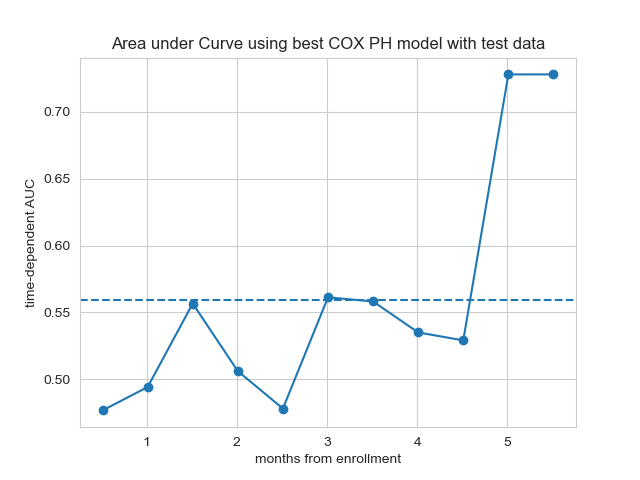 Area under Curve using best COX PH model with test data
time-dependent AUC
0.70
0.65
0.60
0.55
0.50
1 2 3 4 5
months from enrollment